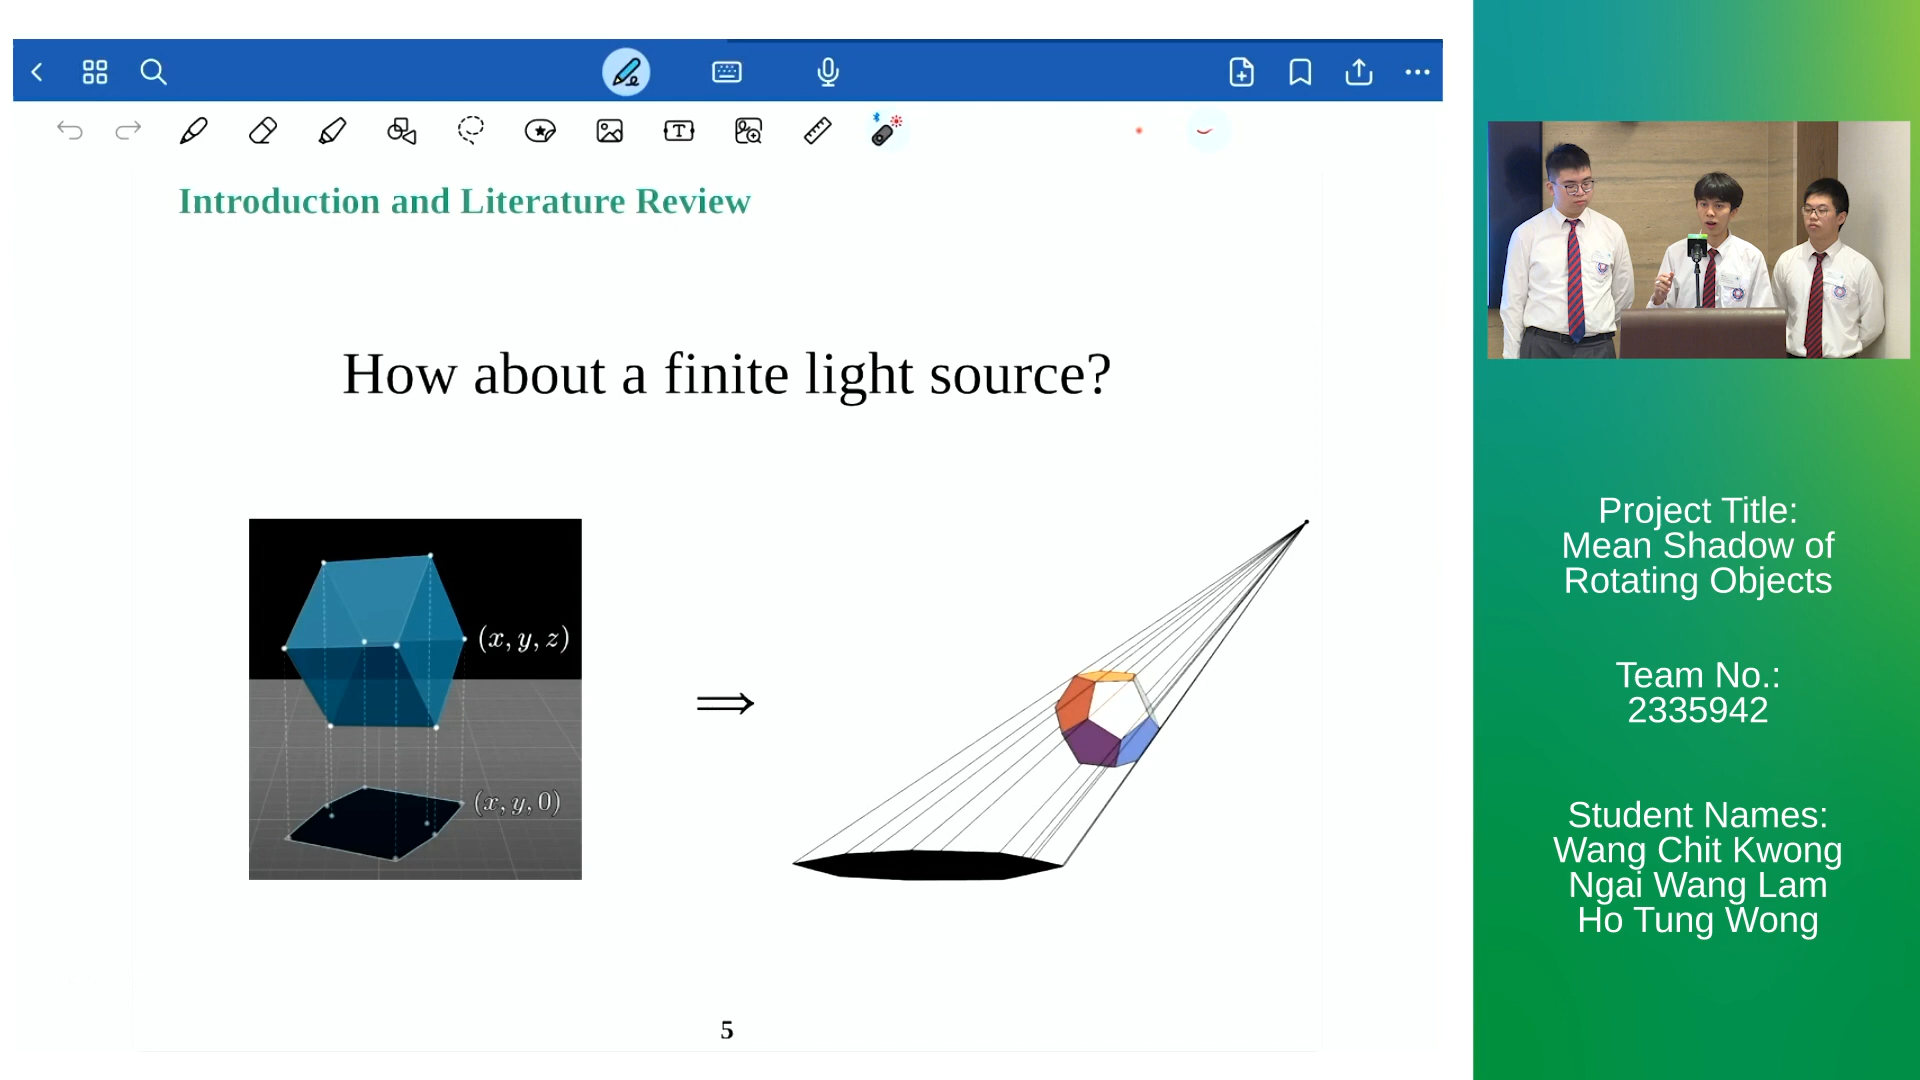 Introduction and Literature Review
How about a finite light source?
(x, y, z)
(x, y, 0)
⟹
5
Project Title:
Mean Shadow of
Rotating Objects
Team No.:
2335942
Student Names:
Wang Chit Kwong
Ngai Wang Lam
Ho Tung Wong